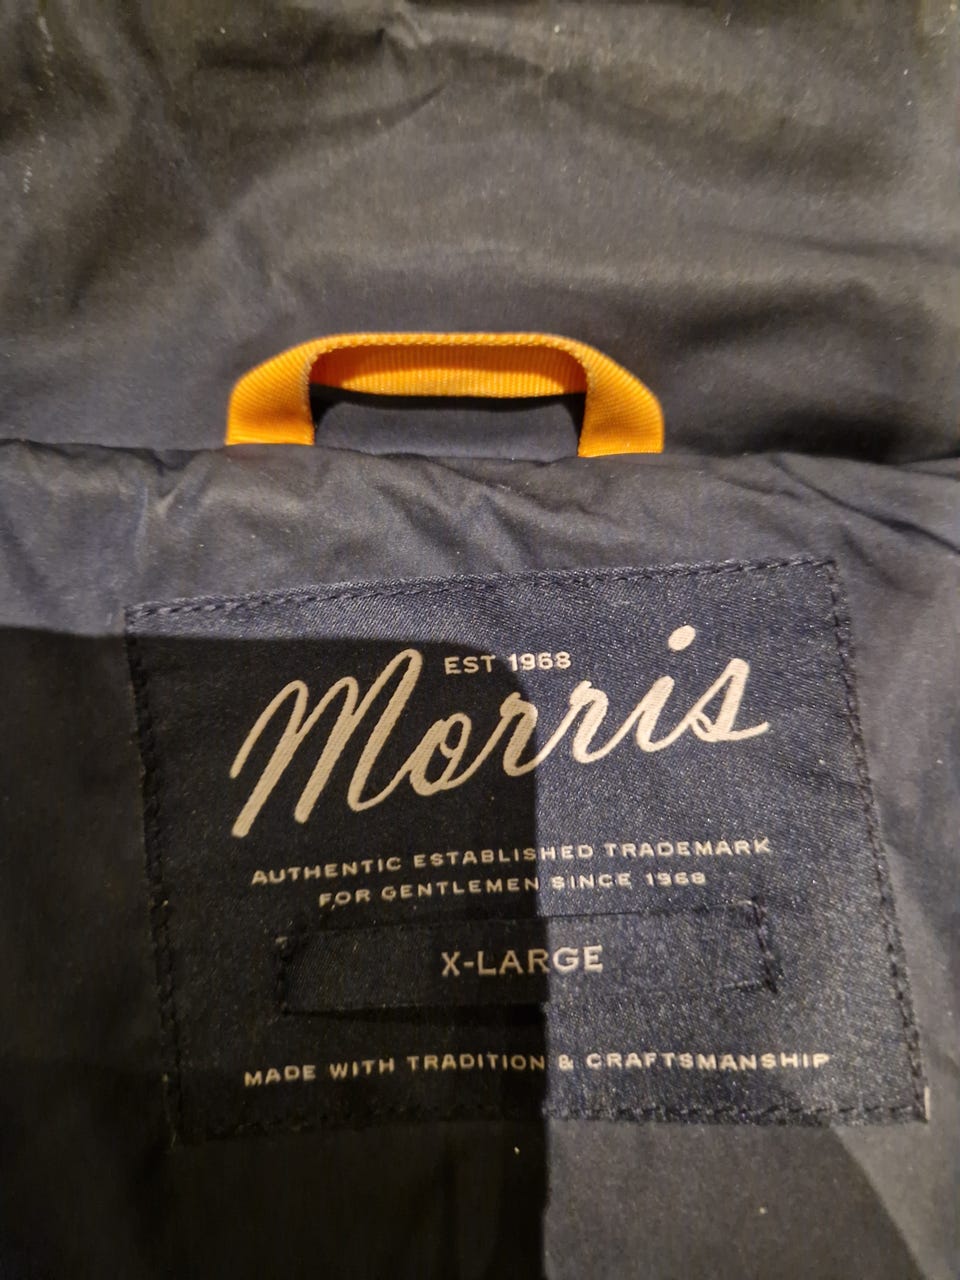 EST 1968
Morris
AUTHENTIC ESTABLISHED TRADEMARK
FOR GENTLEMEN SINCE 1968
X-LARGE
MADE WITH TRADITION & CRAFTSMANSHIP